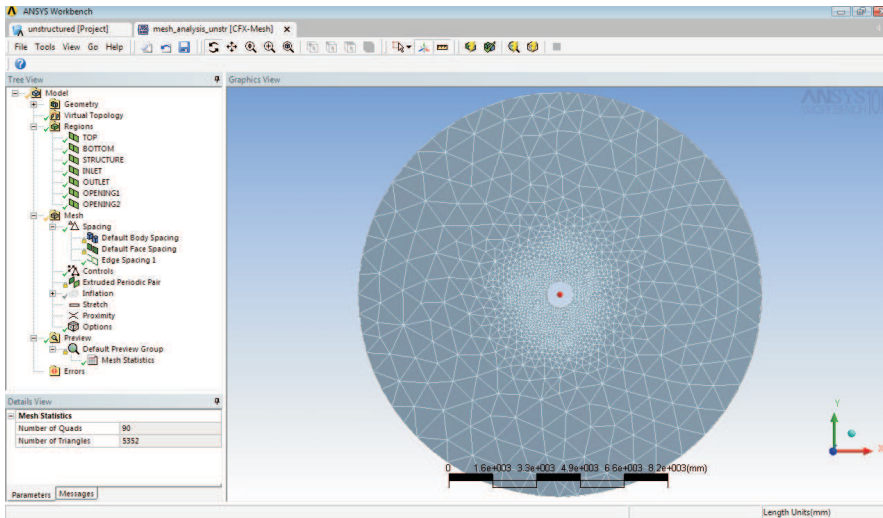 ANSYS Workbench
unstructured [Project]
mesh_analysis_unstr [CFX-Mesh]
File Tools View Go Help
Tree View
Graphics View
Model
Geometry
Virtual Topology
Regions
TOP
BOTTOM
STRUCTURE
INLET
OUTLET
OPENING1
OPENING2
Mesh
Spacing
Default Body Spacing
Default Face Spacing
Edge Spacing 1
Controls
Extruded Periodic Pair
Inflation
Stretch
Proximity
Options
Preview
Default Preview Group
Mesh Statistics
Errors
ANSYS 10
WORKBENCH
Details View
Mesh Statistics
Number of Quads 90
Number of Triangles 5352
Parameters Messages
0 1.6e+003 3.3e+003 4.9e+003 6.6e+003 8.2e+003(mm)
Y
X
Length Units(mm)